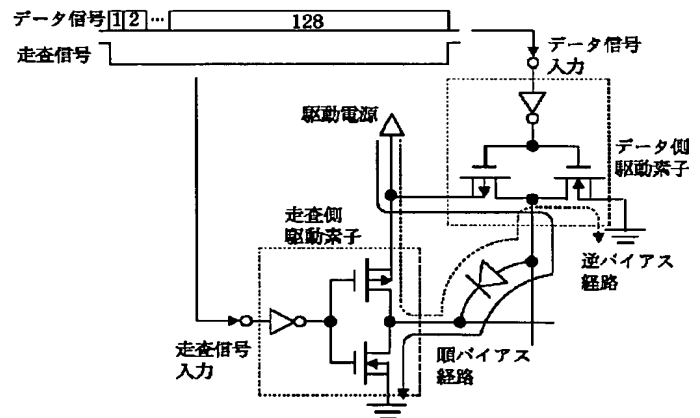 データ信号 1 2 … 128
走査信号
データ信号
入力
駆動電源
データ側
駆動素子
走査側
駆動素子
逆バイアス
経路
走査信号
入力
順バイアス
経路